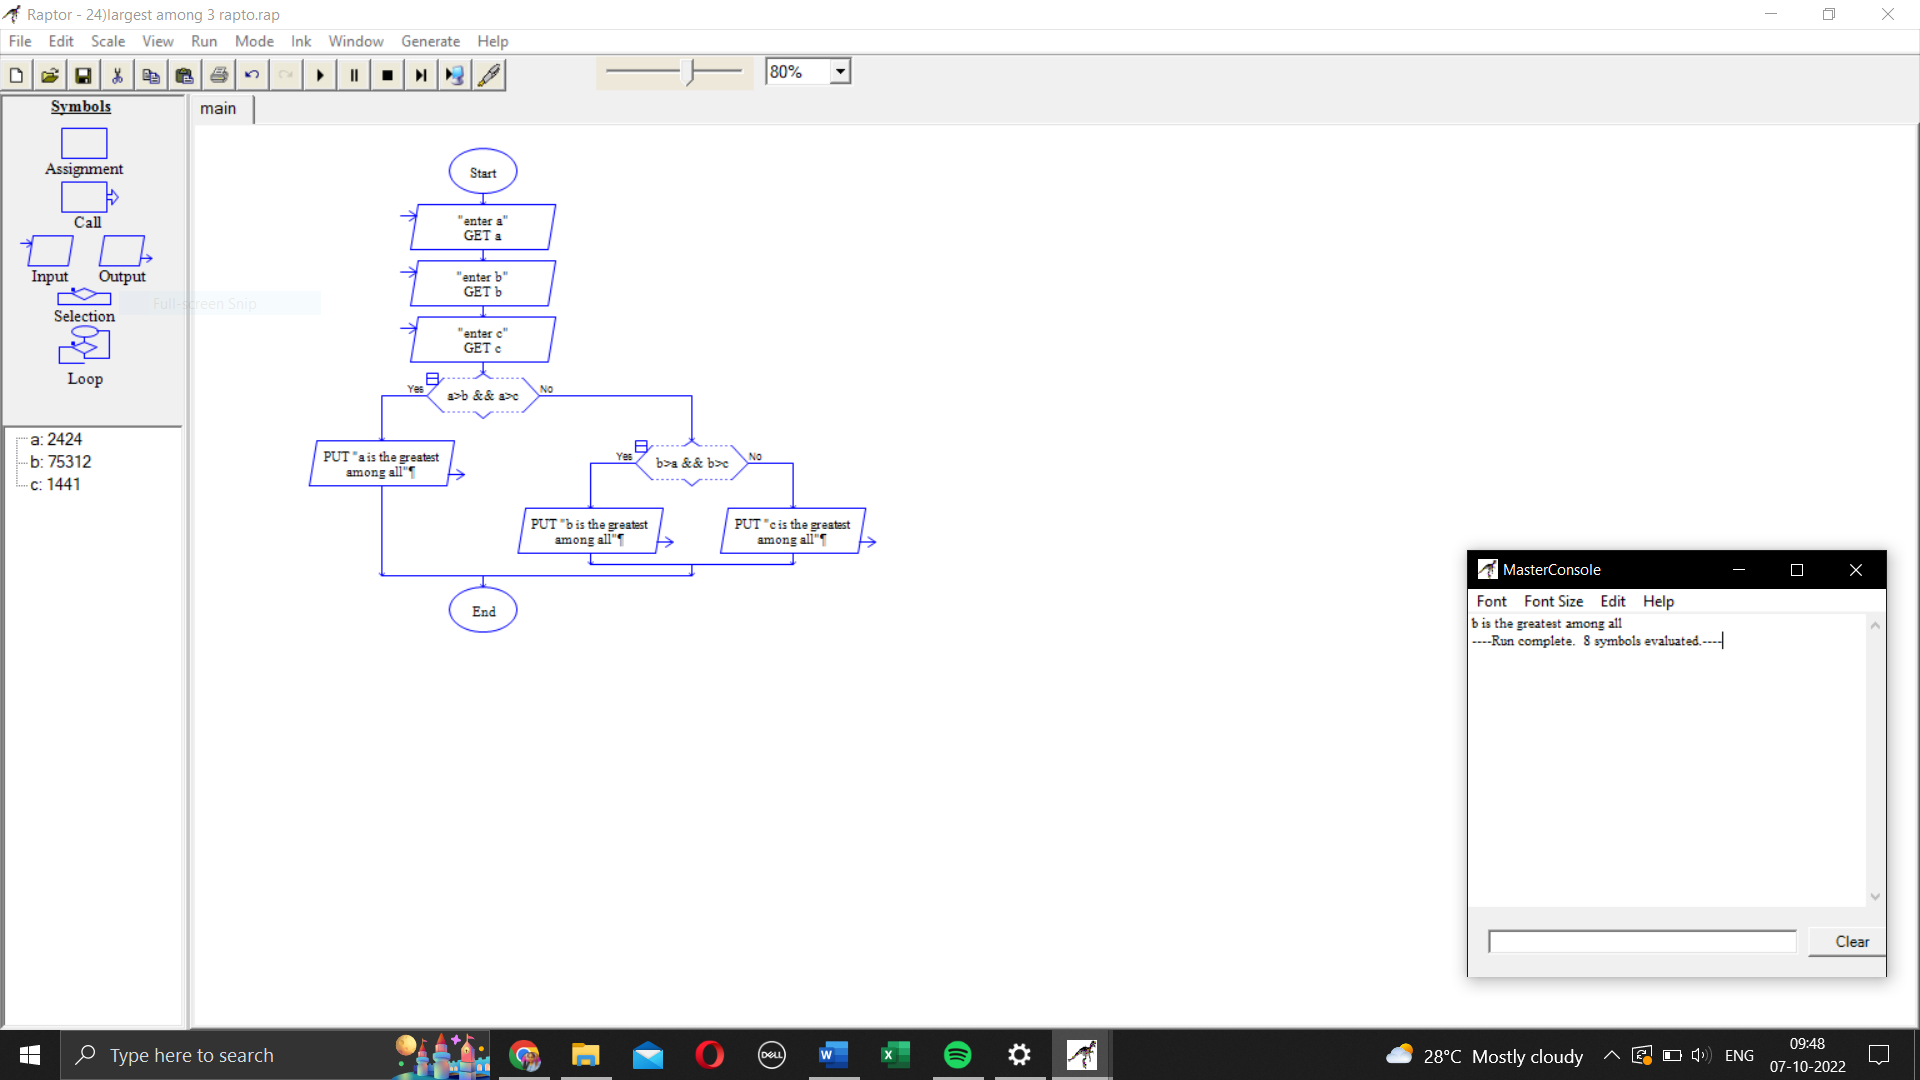 Raptor - 24)largest among 3 rapto.rap
File Edit Scale View Run Mode Ink Window Generate Help
80%
Symbols
Assignment
Call
Input Output
Selection
Loop
Full-screen Snip
a: 2424
b: 75312
c: 1441
main
Start
"enter a"
GET a
"enter b"
GET b
"enter c"
GET c
Yes a>b && a>c No
PUT "a is the greatest
among all"¶
Yes b>a && b>c No
PUT "b is the greatest
among all"¶
PUT "c is the greatest
among all"¶
End
MasterConsole
Font Font Size Edit Help
b is the greatest among all
----Run complete. 8 symbols evaluated.----
Clear
Type here to search
DELL
W
X
28°C Mostly cloudy
ENG
09:48
07-10-2022